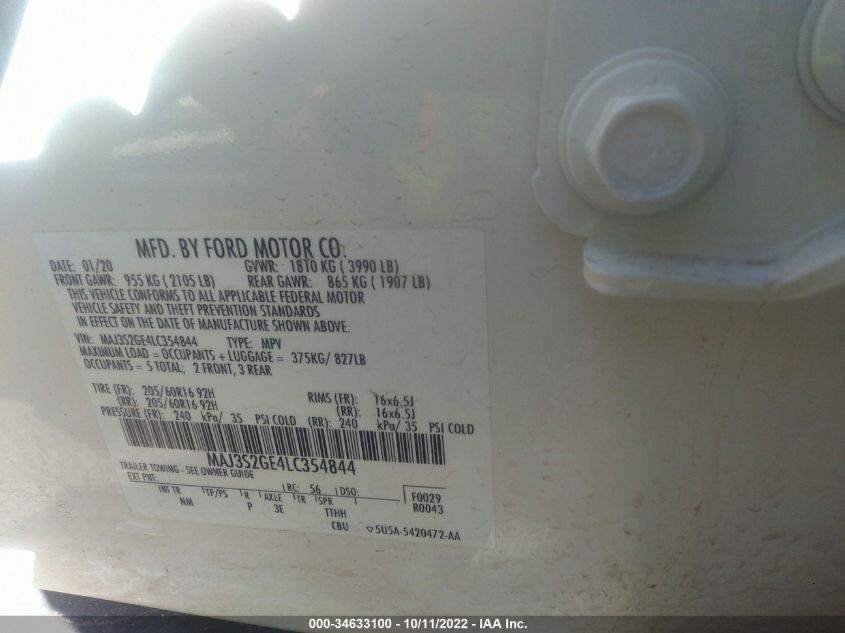 MFD. BY FORD MOTOR CO.
DATE: 01/20 GVWR: 1810 KG ( 3990 LB)
FRONT GAWR: 955 KG ( 2105 LB) REAR GAWR: 865 KG ( 1907 LB)
THIS VEHICLE CONFORMS TO ALL APPLICABLE FEDERAL MOTOR
VEHICLE SAFETY AND THEFT PREVENTION STANDARDS
IN EFFECT ON THE DATE OF MANUFACTURE SHOWN ABOVE.
VIN: MAJ3S2GE4LC354844 TYPE: MPV
MAXIMUM LOAD = OCCUPANTS + LUGGAGE = 375KG/ 827LB
OCCUPANTS = 5 TOTAL; 2 FRONT, 3 REAR
TIRE (FR): 205/60R16 92H RIMS (FR): 16x6.5J
(RR): 205/60R16 92H (RR): 16x6.5J
PRESSURE (FR): 240 kPa/ 35 PSI COLD (RR): 240 kPa/ 35 PSI COLD
MAJ3S2GE4LC354844
TRAILER TOWING - SEE OWNER GUIDE
EXT PNT: RC: 56 DSO: F0029
INT TR TP/PS R AXLE TR SPR R0043
NM P 3E TTHH
CBU ▽5U5A-5420472-AA
000-34633100 - 10/11/2022 - IAA Inc.